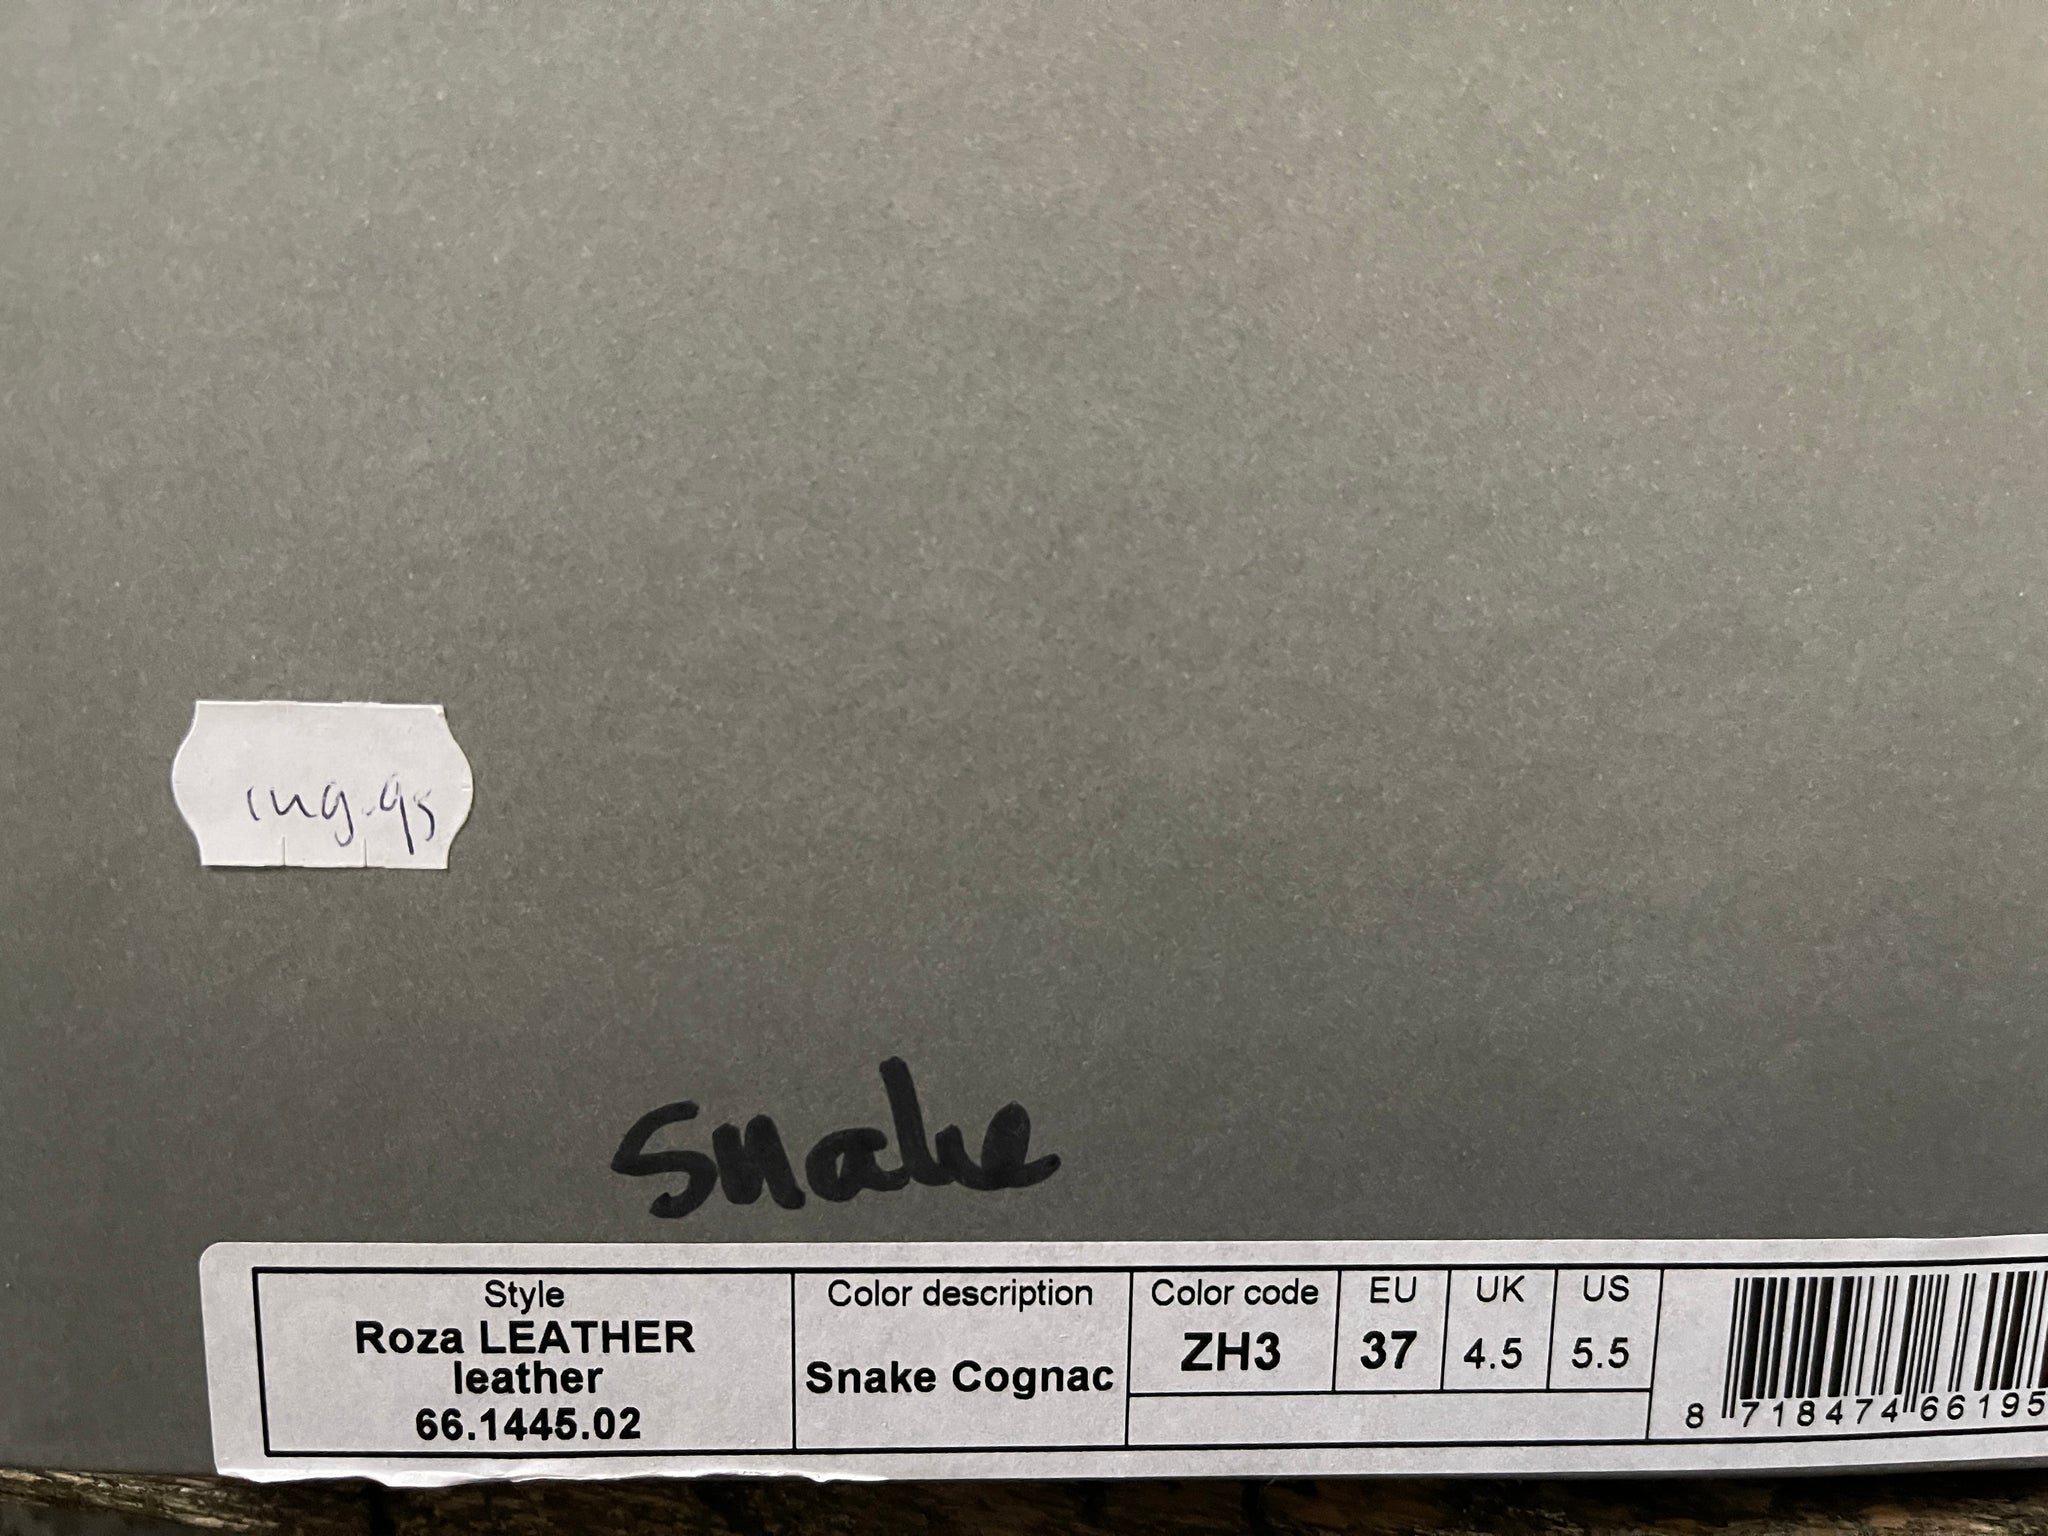 149.95
Snake
Style
Roza LEATHER
leather
66.1445.02
Color description
Snake Cognac
Color code
ZH3
EU
37
UK
4.5
US
5.5
8 718474 66195